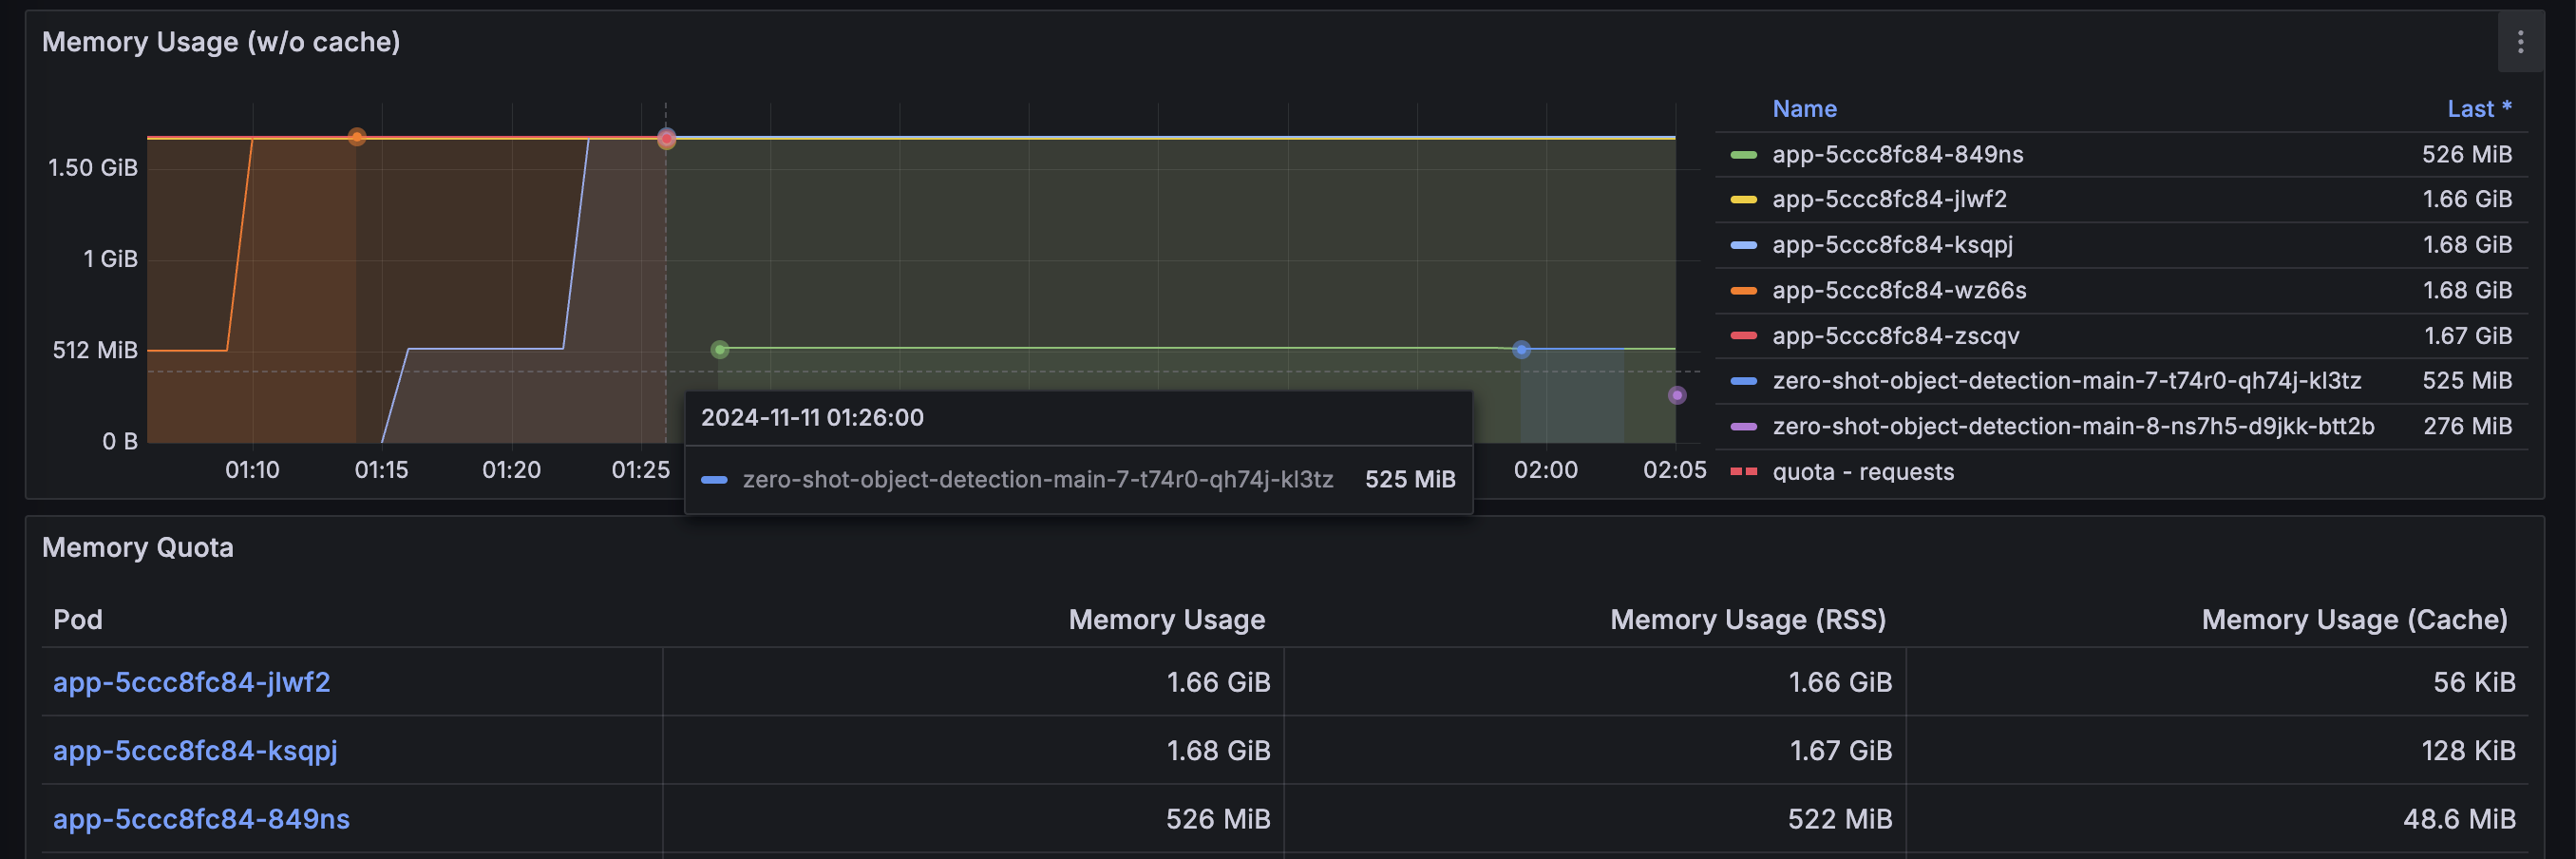 Memory Usage (w/o cache)
Name Last *
1.50 GiB
1 GiB
512 MiB
0 B
01:10 01:15 01:20 01:25 02:00 02:05
app-5ccc8fc84-849ns 526 MiB
app-5ccc8fc84-jlwf2 1.66 GiB
app-5ccc8fc84-ksqpj 1.68 GiB
app-5ccc8fc84-wz66s 1.68 GiB
app-5ccc8fc84-zscqv 1.67 GiB
zero-shot-object-detection-main-7-t74r0-qh74j-kl3tz 525 MiB
zero-shot-object-detection-main-8-ns7h5-d9jkk-btt2b 276 MiB
quota - requests
2024-11-11 01:26:00
zero-shot-object-detection-main-7-t74r0-qh74j-kl3tz 525 MiB
Memory Quota
Pod Memory Usage Memory Usage (RSS) Memory Usage (Cache)
app-5ccc8fc84-jlwf2 1.66 GiB 1.66 GiB 56 KiB
app-5ccc8fc84-ksqpj 1.68 GiB 1.67 GiB 128 KiB
app-5ccc8fc84-849ns 526 MiB 522 MiB 48.6 MiB